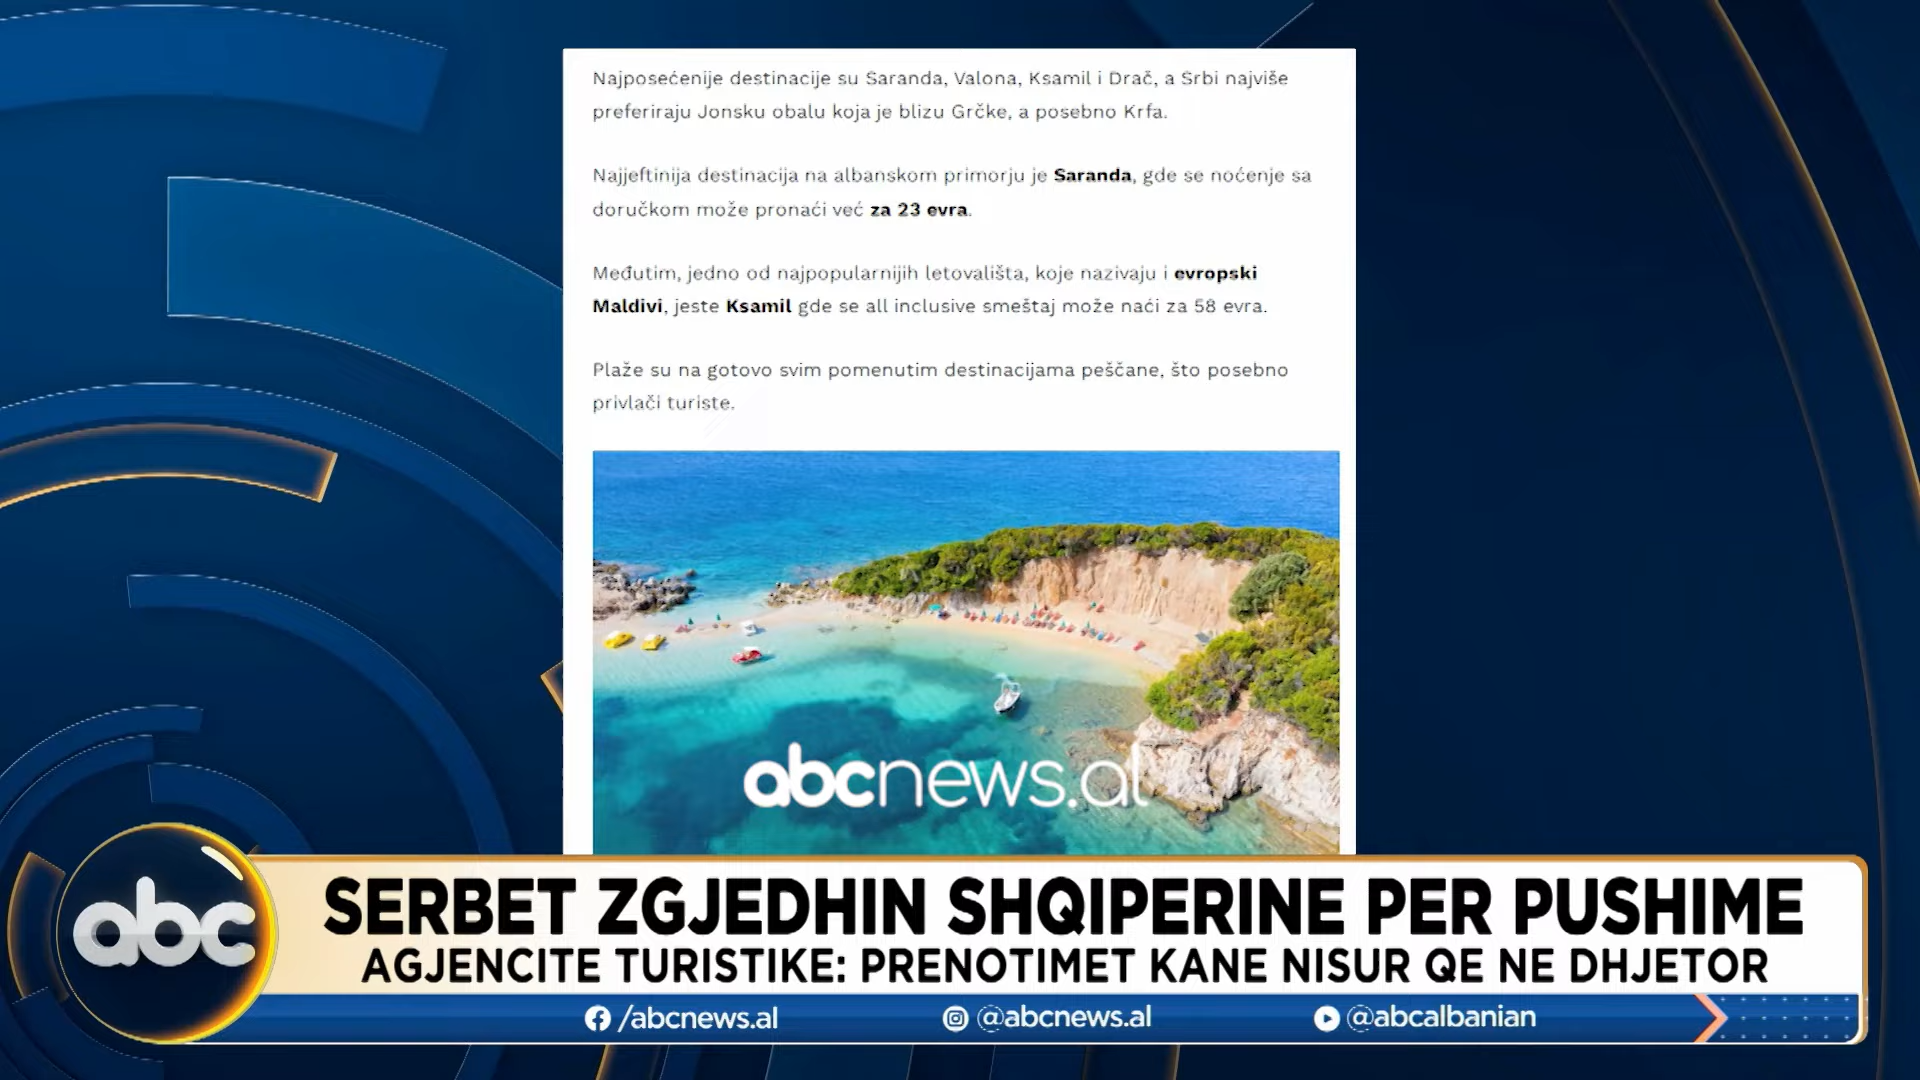 Najposećenije destinacije su Saranda, Valona, Ksamil i Drač, a Srbi najviše
preferiraju Jonsku obalu koja je blizu Grčke, a posebno Krfa.
Najjeftinija destinacija na albanskom primorju je Saranda, gde se noćenje sa
doručkom može pronaći već za 23 evra.
Međutim, jedno od najpopularnijih letovališta, koje nazivaju i evropski
Maldivi, jeste Ksamil gde se all inclusive smeštaj može naći za 58 evra.
Plaže su na gotovo svim pomenutim destinacijama peščane, što posebno
privlači turiste.
abcnews.al
abc
SERBET ZGJEDHIN SHQIPERINE PER PUSHIME
AGJENCITE TURISTIKE: PRENOTIMET KANE NISUR QE NE DHJETOR
/abcnews.al @abcnews.al @abcalbanian